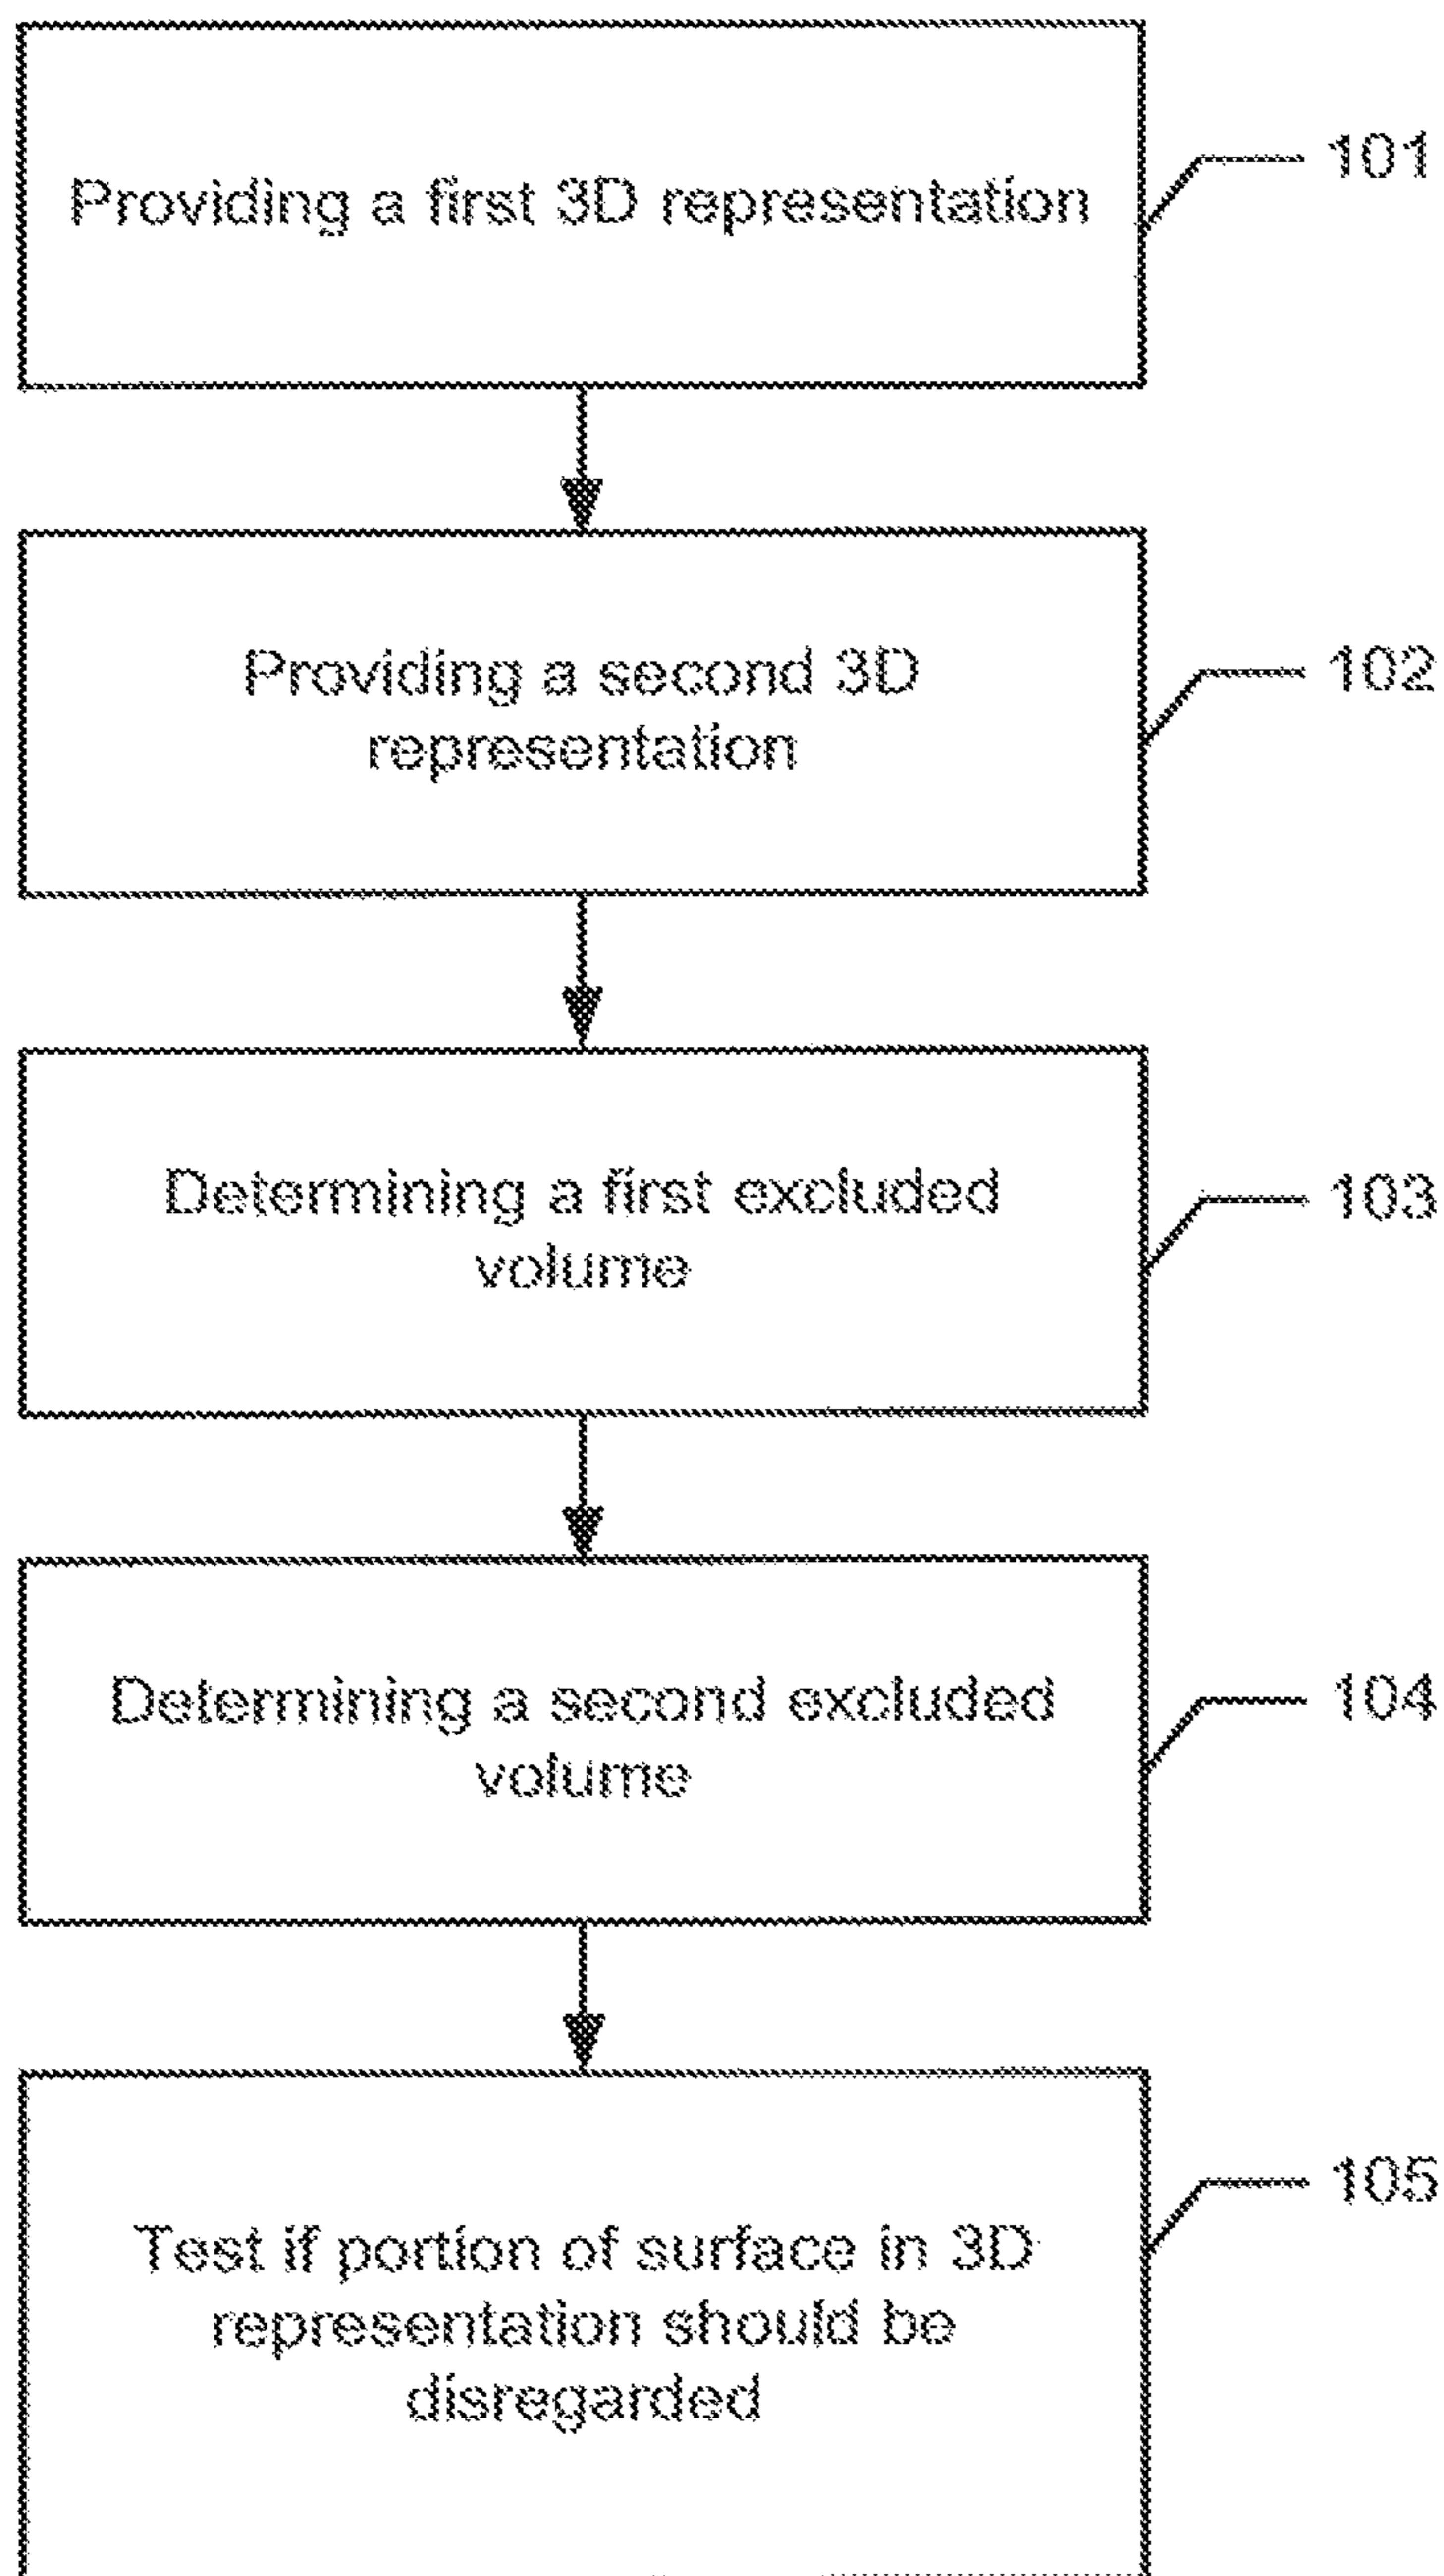 Providing a first 3D representation
101
Providing a second 3D
representation
102
Determining a first excluded
volume
103
Determining a second excluded
volume
104
Test if portion of surface in 3D
representation should be
disregarded
105